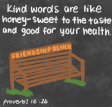 Kind words are like
honey-sweet to the taste
and good for your health.
FRIENDSHIP BENCH
Proverbs 16:24